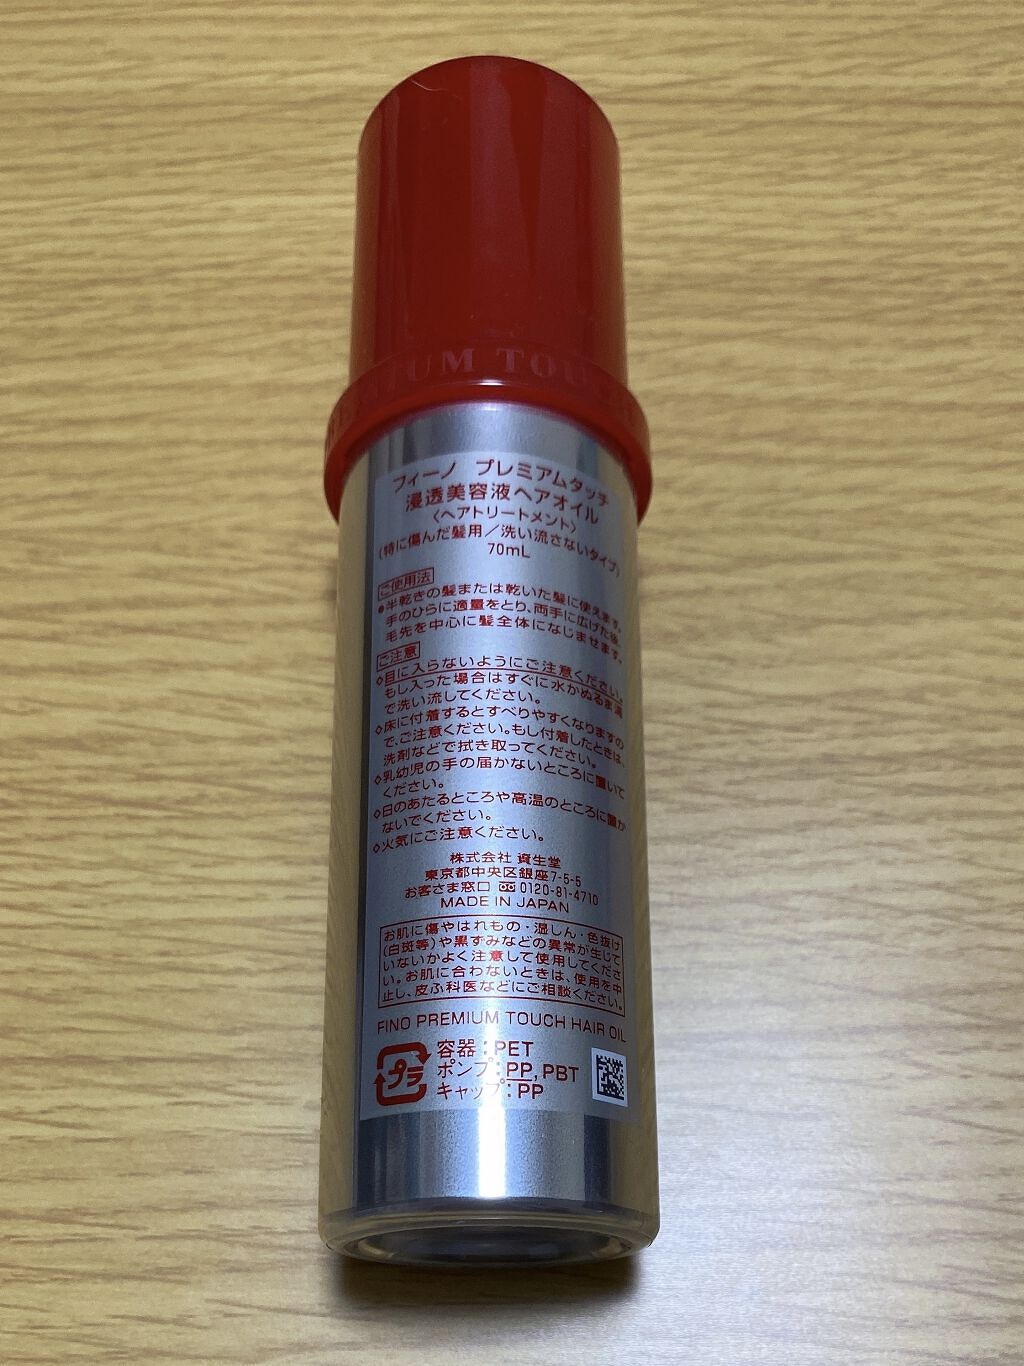 PREMIUM TOUCH
フィーノ プレミアムタッチ
浸透美容液ヘアオイル
〈ヘアトリートメント〉
(特に傷んだ髪用/洗い流さないタイプ)
70mL
ご使用法
●半乾きの髪または乾いた髪に使えます。
手のひらに適量をとり、両手に広げた後、
毛先を中心に髪全体になじませます。
ご注意
◇目に入らないようにご注意ください。
もし入った場合はすぐに水かぬるま湯
で洗い流してください。
◇床に付着するとすべりやすくなりますの
で、ご注意ください。もし付着したときは、
洗剤などで拭き取ってください。
◇乳幼児の手の届かないところに置いて
ください。
◇日のあたるところや高温のところに置か
ないでください。
◇火気にご注意ください。
株式会社 資生堂
東京都中央区銀座7-5-5
お客さま窓口 0120-81-4710
MADE IN JAPAN
お肌に傷やはれもの・湿しん・色抜け
(白斑等)や黒ずみなどの異常が生じて
いないかよく注意して使用してくださ
い。お肌に合わないときは、使用を中
止し、皮ふ科医などにご相談ください。
FINO PREMIUM TOUCH HAIR OIL
プラ
容器:PET
ポンプ:PP, PBT
キャップ:PP